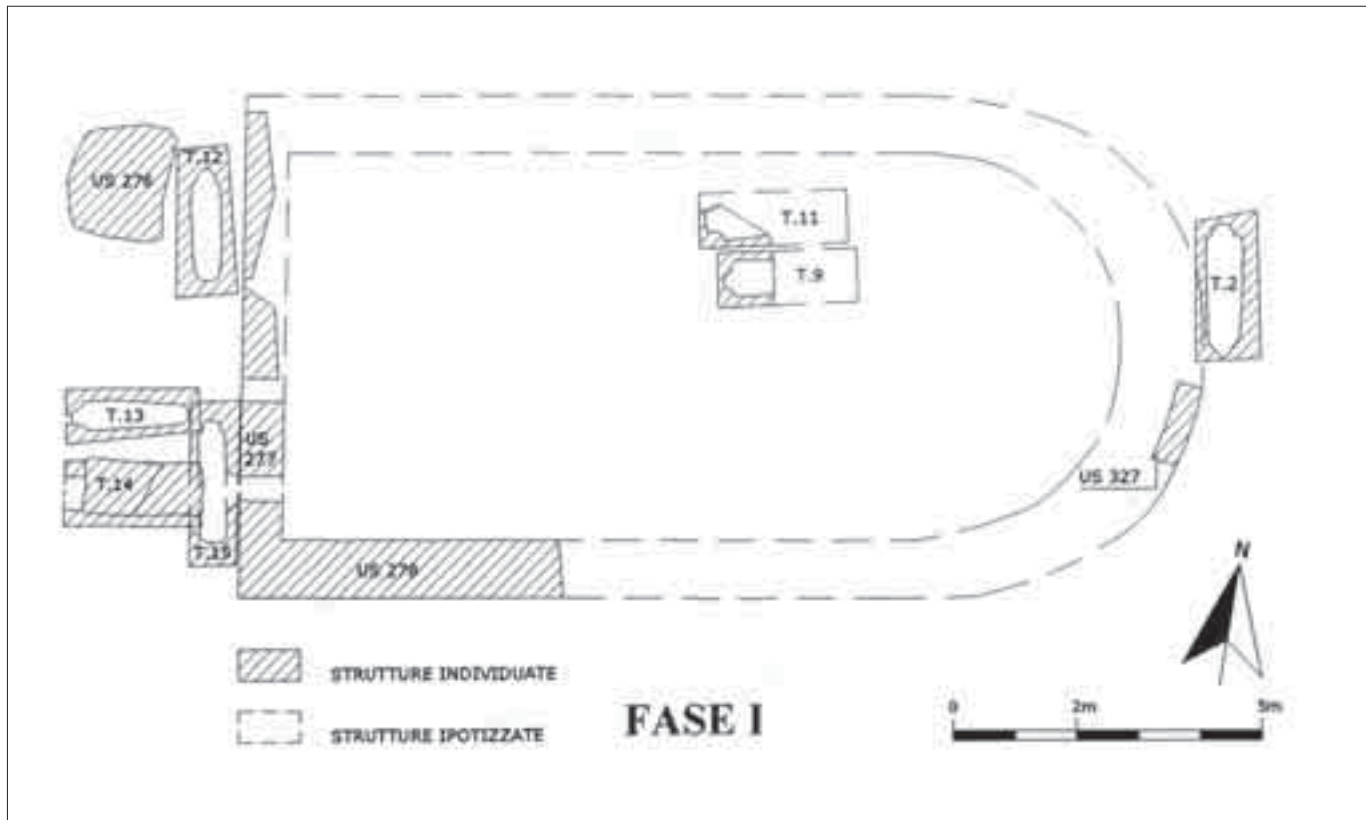 T.12
US 276
T.11
T.9
T.2
T.13
US
277
T.14
US 327
T.15
US 278
N
STRUTTURE INDIVIDUATE
STRUTTURE IPOTIZZATE
FASE I
0
2m
5m